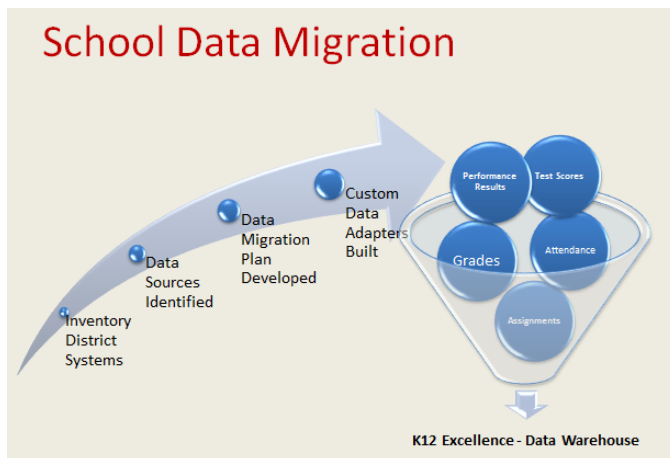 School Data Migration
Inventory
District
Systems
Data
Sources
Identified
Data
Migration
Plan
Developed
Custom
Data
Adapters
Built
Performance
Results
Test Scores
Grades
Attendance
Assignments
K12 Excellence - Data Warehouse